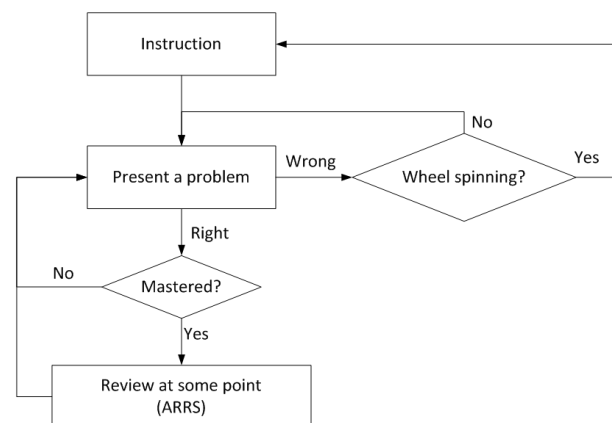 Instruction
No
Present a problem
Wrong
Wheel spinning?
Yes
Right
No
Mastered?
Yes
Review at some point
(ARRS)